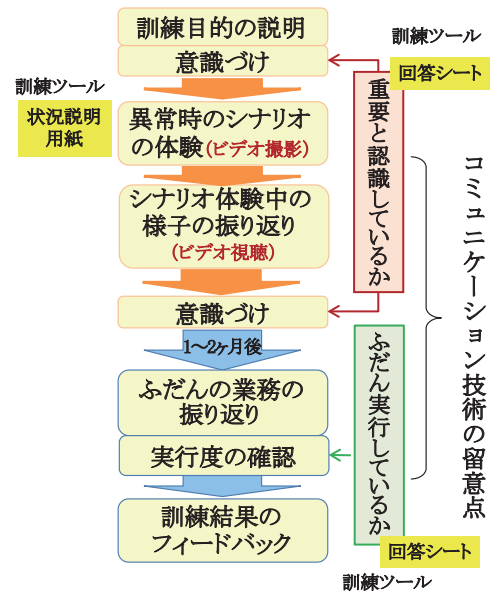 訓練目的の説明
意識づけ
訓練ツール
回答シート
訓練ツール
状況説明
用紙
異常時のシナリオ
の体験(ビデオ撮影)
シナリオ体験中の
様子の振り返り
(ビデオ視聴)
意識づけ
重要と認識しているか
コミュニケーション技術の留意点
1～2ヶ月後
ふだんの業務の
振り返り
実行度の確認
ふだん実行しているか
訓練結果の
フィードバック
回答シート
訓練ツール